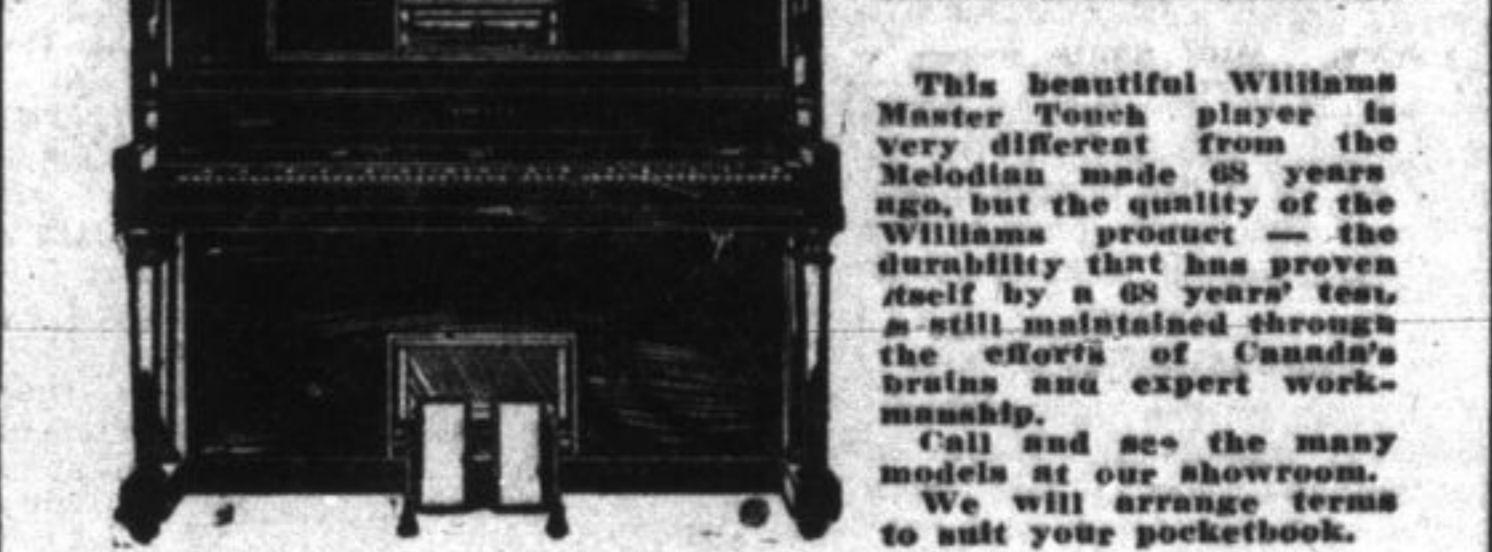 This beautiful Williams
Master Touch player is
very different from the
Melodian made 68 years
ago, but the quality of the
Williams product — the
durability that has proven
itself by a 68 years' test,
is still maintained through
the efforts of Canada's
brains and expert work-
manship.
Call and see the many
models at our showroom.
We will arrange terms
to suit your pocketbook.